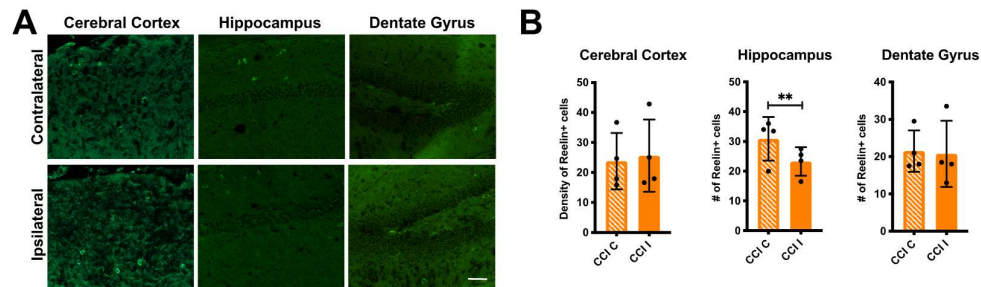 A
Cerebral Cortex Hippocampus Dentate Gyrus
Contralateral
Ipsilateral
B
Cerebral Cortex
Density of Reelin+ cells
50
40
30
20
10
0
CCI C
CCI I
Hippocampus
# of Reelin+ cells
50
40
30
20
10
0
**
CCI C
CCI I
Dentate Gyrus
# of Reelin+ cells
40
30
20
10
0
CCI C
CCI I